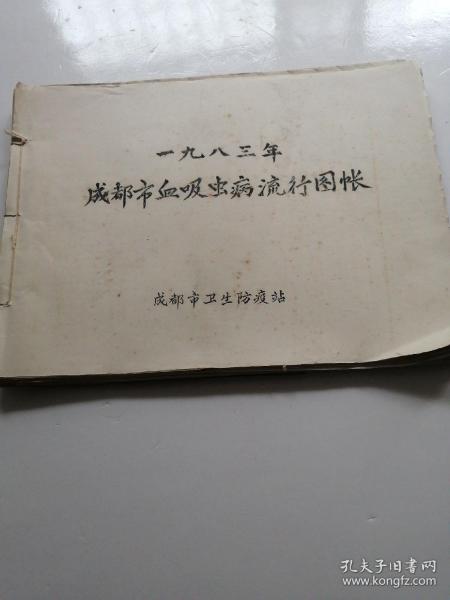 一九八三年
成都市血吸虫病流行图帐
成都市卫生防疫站
孔夫子旧书网
www.kongfz.com